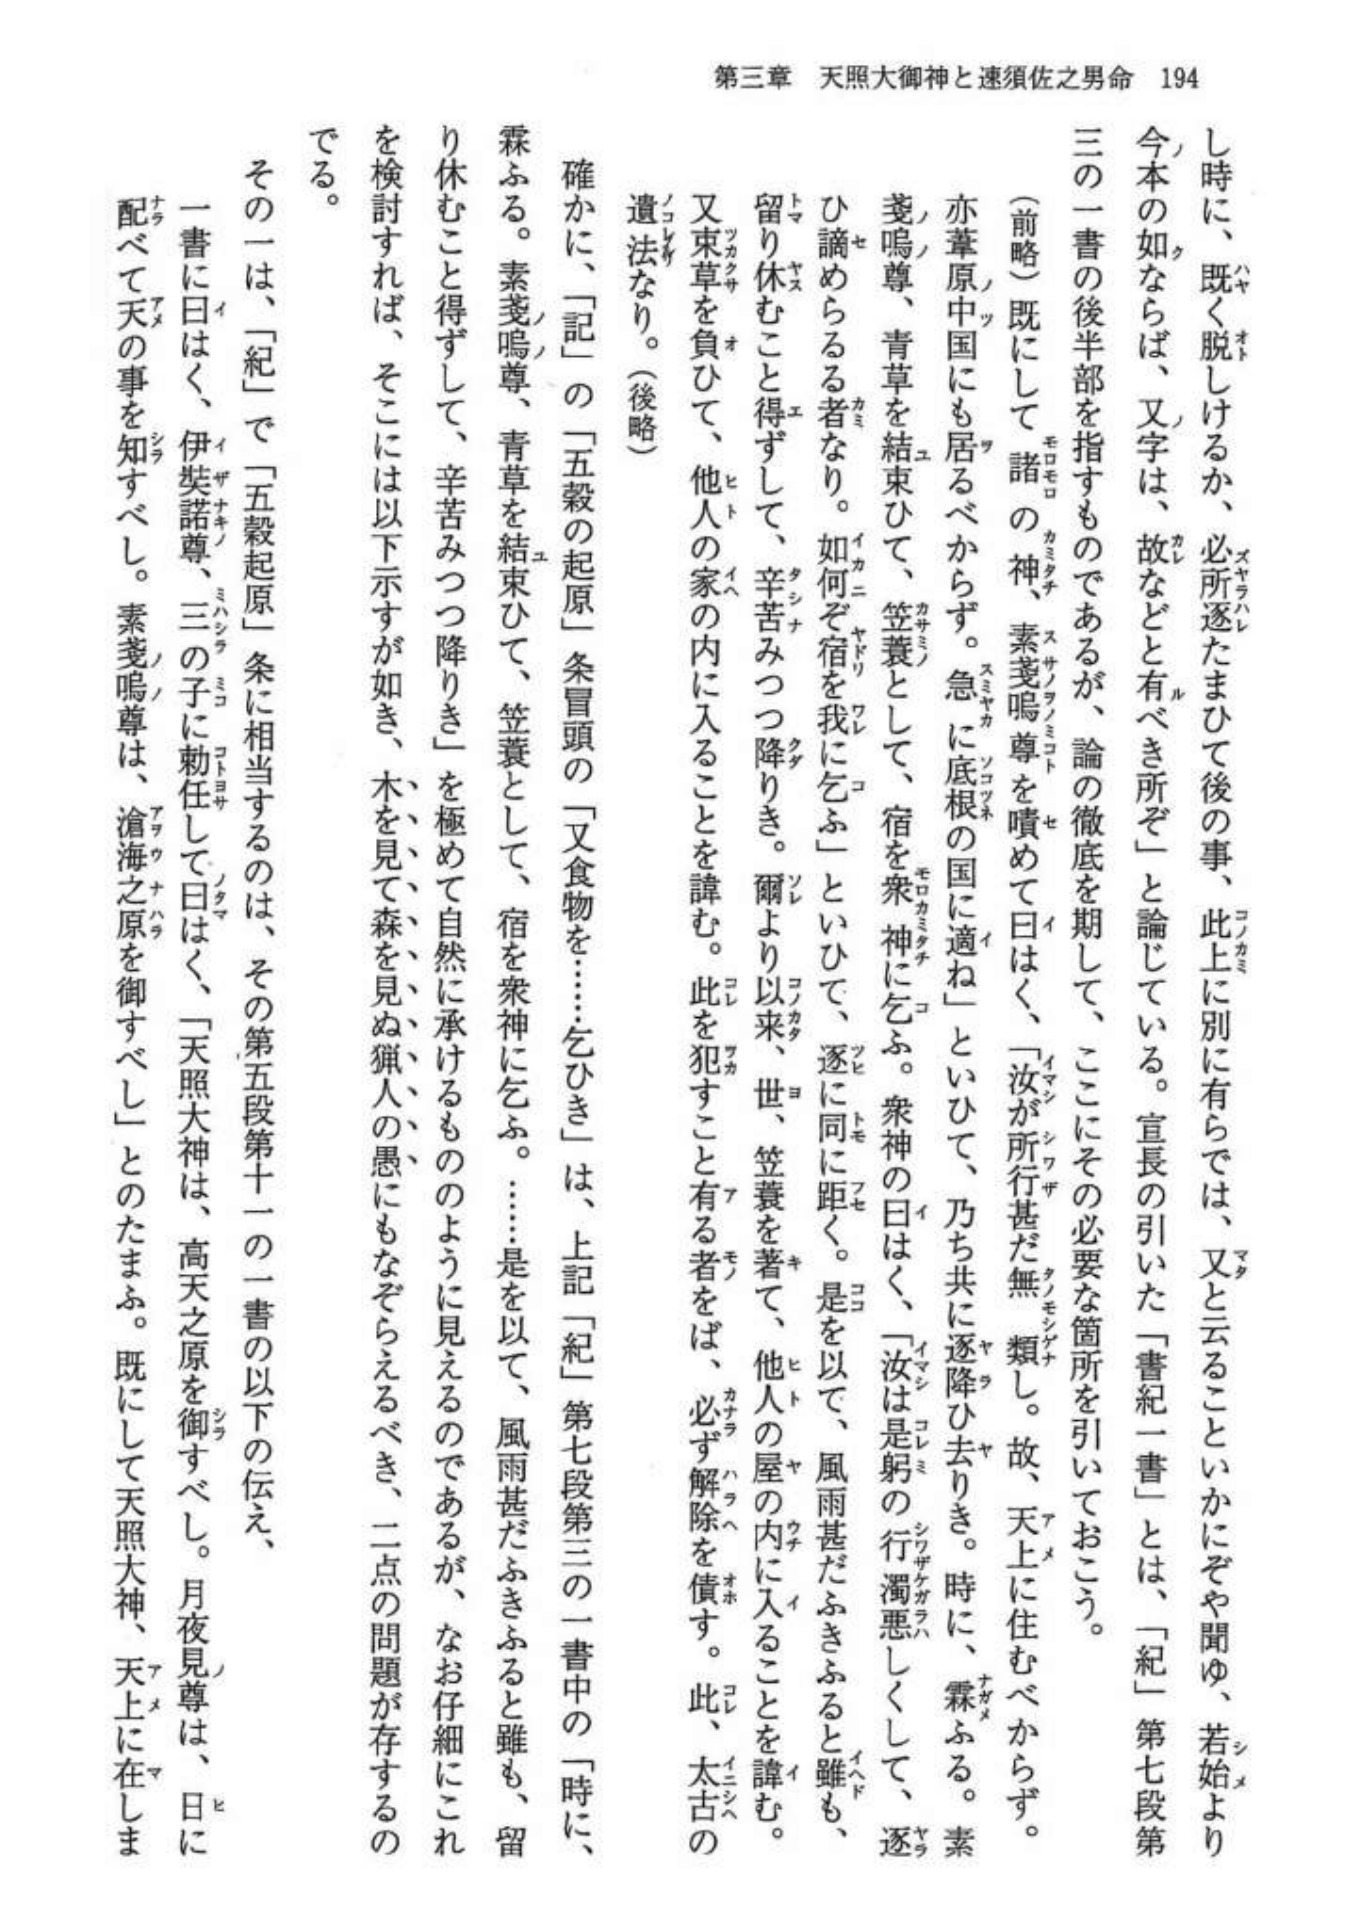 第三章　天照大御神と速須佐之男命　194
し時に、既く脱しけるか、必所逐たまひて後の事、此上に別に有らでは、又と云ることいかにぞや聞ゆ、若始より
今本の如ならば、又字は、故などと有べき所ぞ」と論じている。宣長の引いた「書紀一書」とは、「紀」第七段第
三の一書の後半部を指すものであるが、論の徹底を期して、ここにその必要な箇所を引いておこう。
（前略）既にして諸の神、素戔嗚尊を嘖めて曰はく、「汝が所行甚だ無類し。故、天上に住むべからず。
亦葦原中国にも居るべからず。急に底根の国に適ね」といひて、乃ち共に逐降ひ去りき。時に、霖ふる。素
戔嗚尊、青草を結束ひて、笠蓑として、宿を衆神に乞ふ。衆神の曰はく、「汝は是躬の行濁悪しくして、逐
ひ謫めらるる者なり。如何ぞ宿を我に乞ふ」といひて、遂に同に距く。是を以て、風雨甚だふきふると雖も、
留り休むこと得ずして、辛苦みつつ降りき。爾より以来、世、笠蓑を著て、他人の屋の内に入ることを諱む。
又束草を負ひて、他人の家の内に入ることを諱む。此を犯すこと有る者をば、必ず解除を債す。此、太古の
遺法なり。（後略）
確かに、「記」の「五穀の起原」条冒頭の「又食物を……乞ひき」は、上記「紀」第七段第三の一書中の「時に、
霖ふる。素戔嗚尊、青草を結束ひて、笠蓑として、宿を衆神に乞ふ。……是を以て、風雨甚だふきふると雖も、留
り休むこと得ずして、辛苦みつつ降りき」を極めて自然に承けるもののように見えるのであるが、なお仔細にこれ
を検討すれば、そこには以下示すが如き、木を見て森を見ぬ猟人の愚にもなぞらえるべき、二点の問題が存するの
でる。
その一は、「紀」で「五穀起原」条に相当するのは、その第五段第十一の一書の以下の伝え、
一書に曰はく、伊奘諾尊、三の子に勅任して曰はく、「天照大神は、高天之原を御すべし。月夜見尊は、日に
配べて天の事を知すべし。素戔嗚尊は、滄海之原を御すべし」とのたまふ。既にして天照大神、天上に在しま